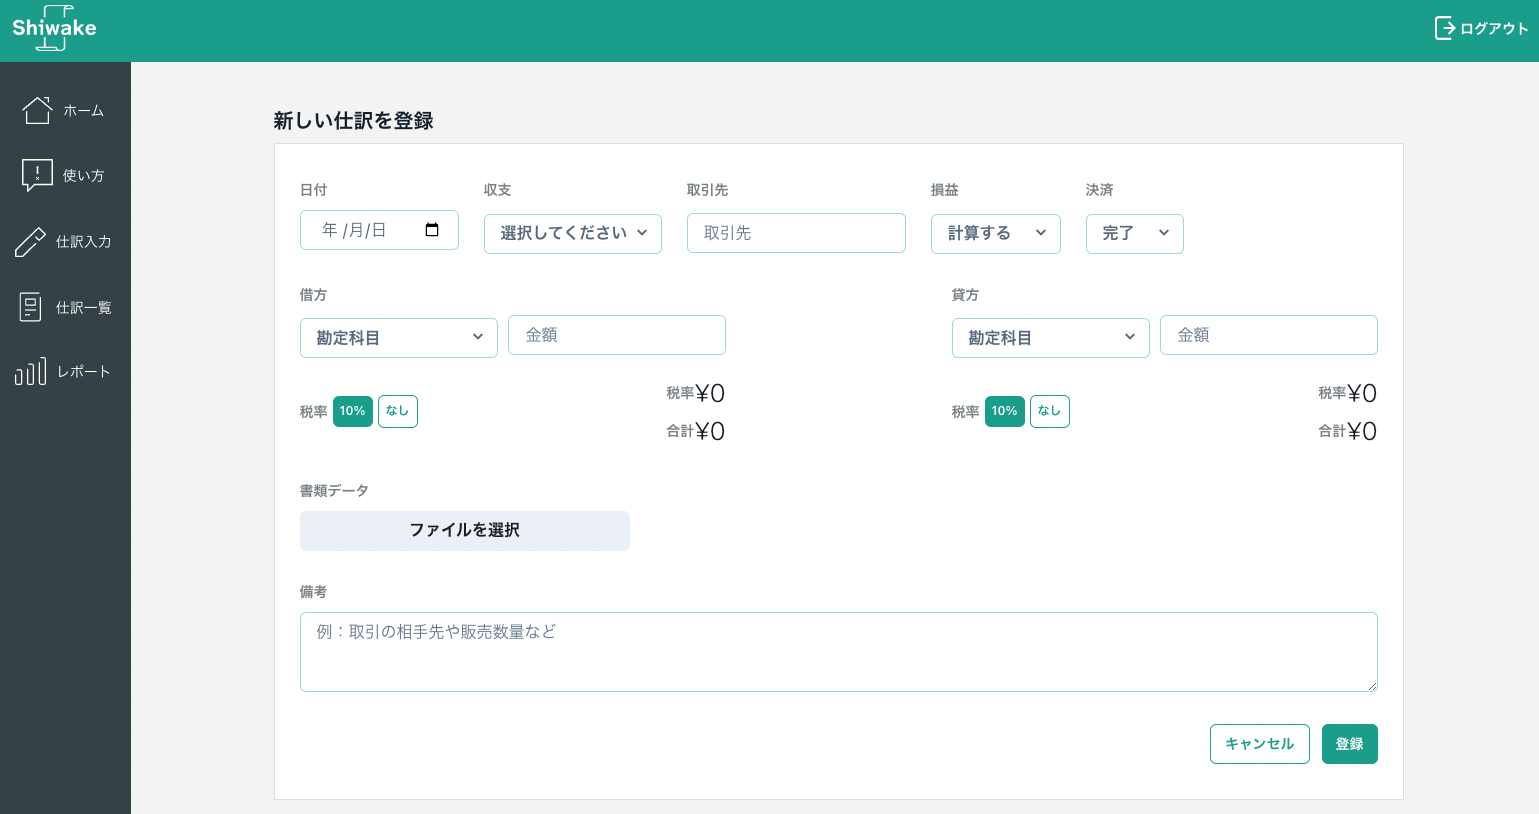 Shiwake
ログアウト
ホーム
使い方
仕訳入力
仕訳一覧
レポート
新しい仕訳を登録
日付 収支 取引先 損益 決済
年 /月/日 選択してください 取引先 計算する 完了
借方 貸方
勘定科目 金額 勘定科目 金額
税率 10% なし 税率¥0 税率 10% なし 税率¥0
合計¥0 合計¥0
書類データ
ファイルを選択
備考
例：取引の相手先や販売数量など
キャンセル 登録